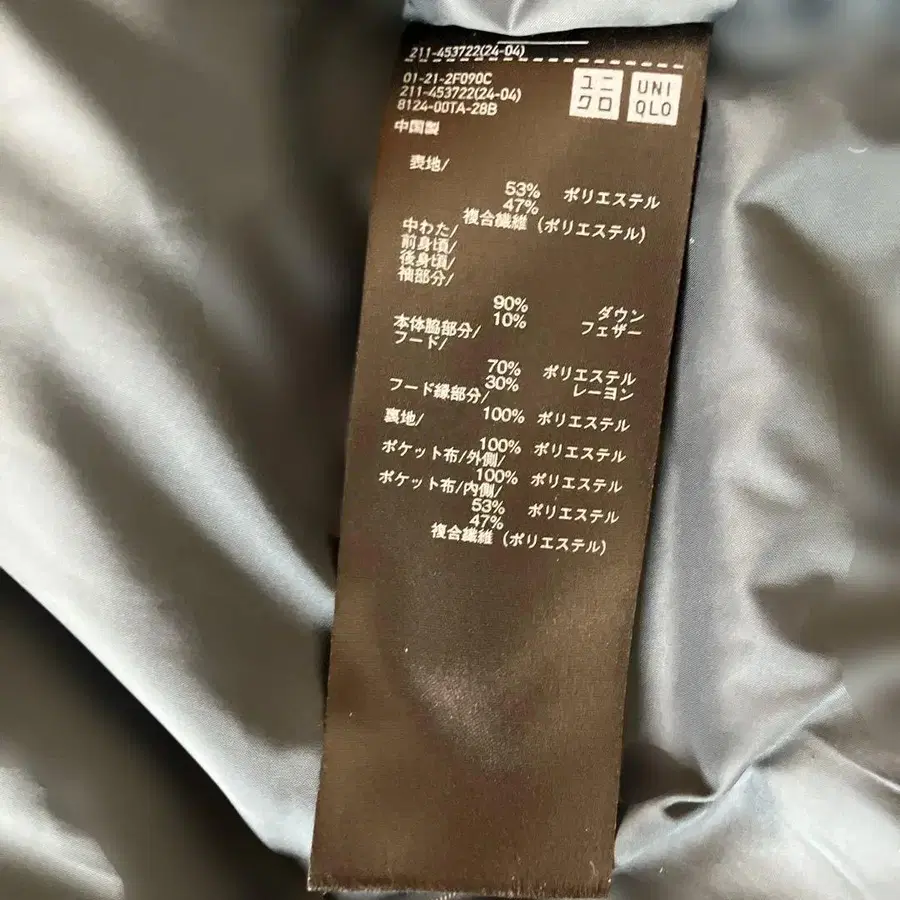 211-453722(24-04)
ユニ
クロ
UNI
QLO
01-21-2F090C
211-453722(24-04)
8124-00TA-28B
中国製
表地/
53% ポリエステル
47%
複合繊維 (ポリエステル)
中わた/
前身頃/
後身頃/
袖部分/
90% ダウン
10% フェザー
本体脇部分/
フード/
70% ポリエステル
30% レーヨン
フード縁部分/
100% ポリエステル
裏地/
100% ポリエステル
ポケット布/外側/
100% ポリエステル
ポケット布/内側/
53% ポリエステル
47%
複合繊維 (ポリエステル)